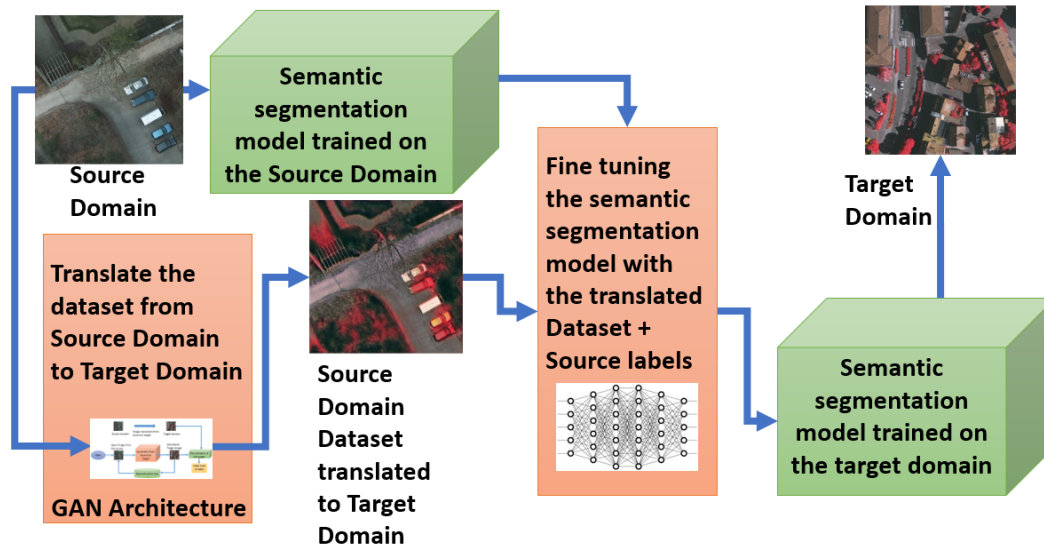 Source
Domain
Semantic
segmentation
model trained on
the Source Domain
Translate the
dataset from
Source Domain
to Target Domain
GAN Architecture
Source
Domain
Dataset
translated
to Target
Domain
Fine tuning
the semantic
segmentation
model with
the translated
Dataset +
Source labels
Target
Domain
Semantic
segmentation
model trained on
the target domain